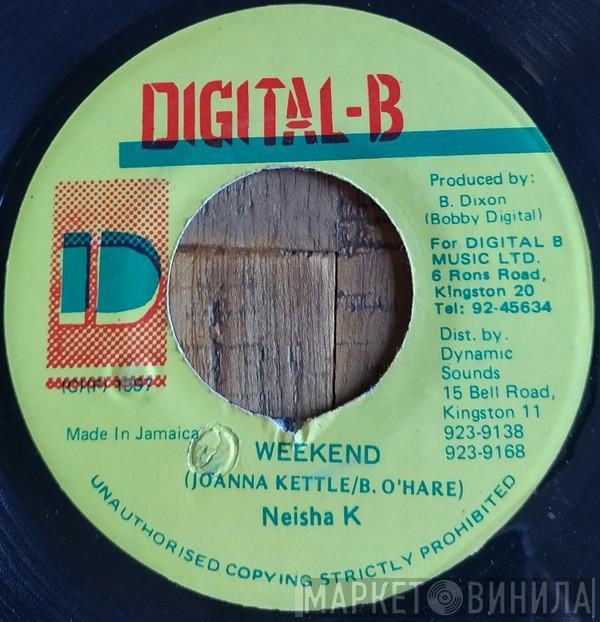 DIGITAL-B
Produced by:
B. Dixon
(Bobby Digital)
For DIGITAL B
MUSIC LTD.
6 Rons Road,
Kingston 20
Tel: 92-45634
Dist. by.
Dynamic
Sounds
15 Bell Road,
Kingston 11
923-9138
923-9168
D
(C)(P) 1997
Made In Jamaica
WEEKEND
(JOANNA KETTLE/B. O'HARE)
Neisha K
UNAUTHORISED COPYING STRICTLY PROHIBITED
МАРКЕТ ВИНИЛА